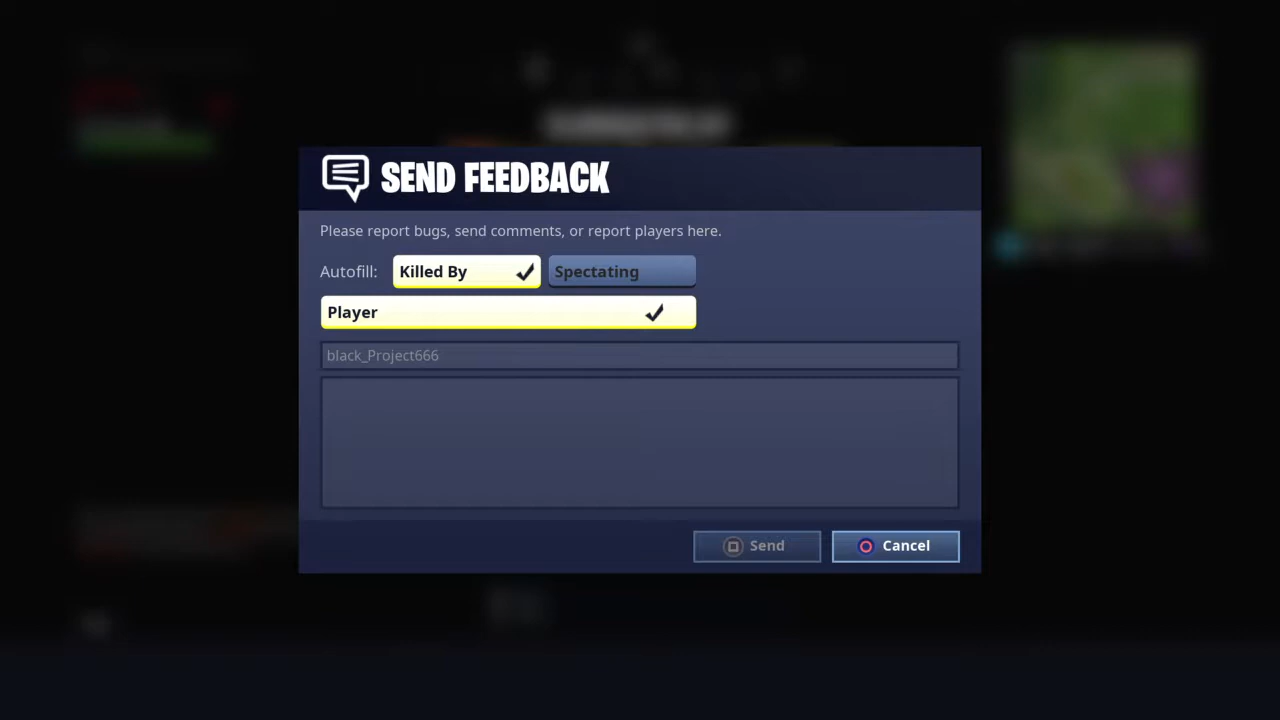 SEND FEEDBACK
Please report bugs, send comments, or report players here.
Autofill: Killed By Spectating
Player
black_Project666
Send Cancel